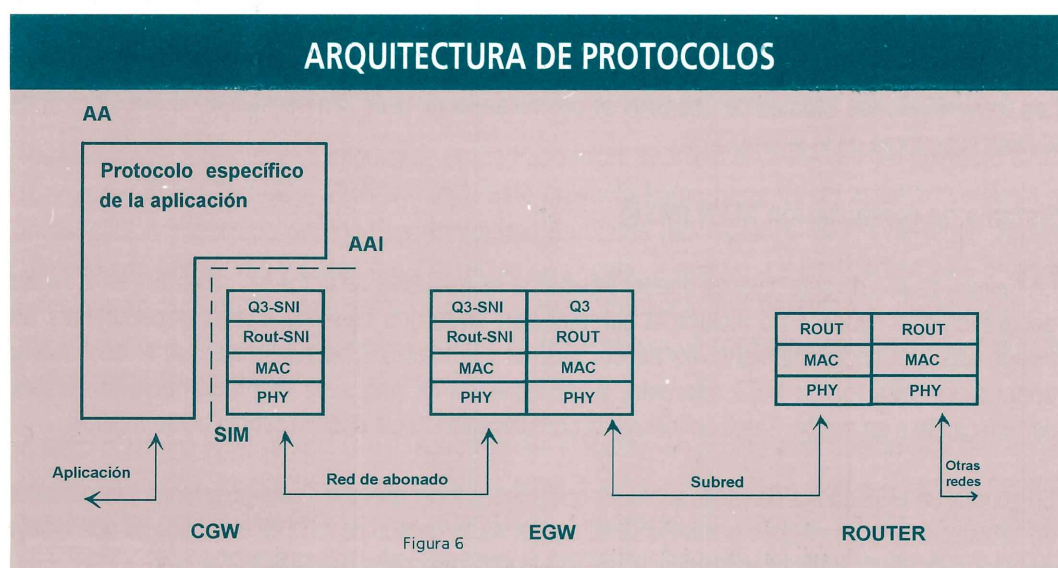 ARQUITECTURA DE PROTOCOLOS
AA
Protocolo específico
de la aplicación
AAI
Q3-SNI
Rout-SNI
MAC
PHY
SIM
Q3-SNI Q3
Rout-SNI ROUT
MAC MAC
PHY PHY
ROUT ROUT
MAC MAC
PHY PHY
Aplicación
Red de abonado
Subred
Otras
redes
CGW
Figura 6
EGW
ROUTER